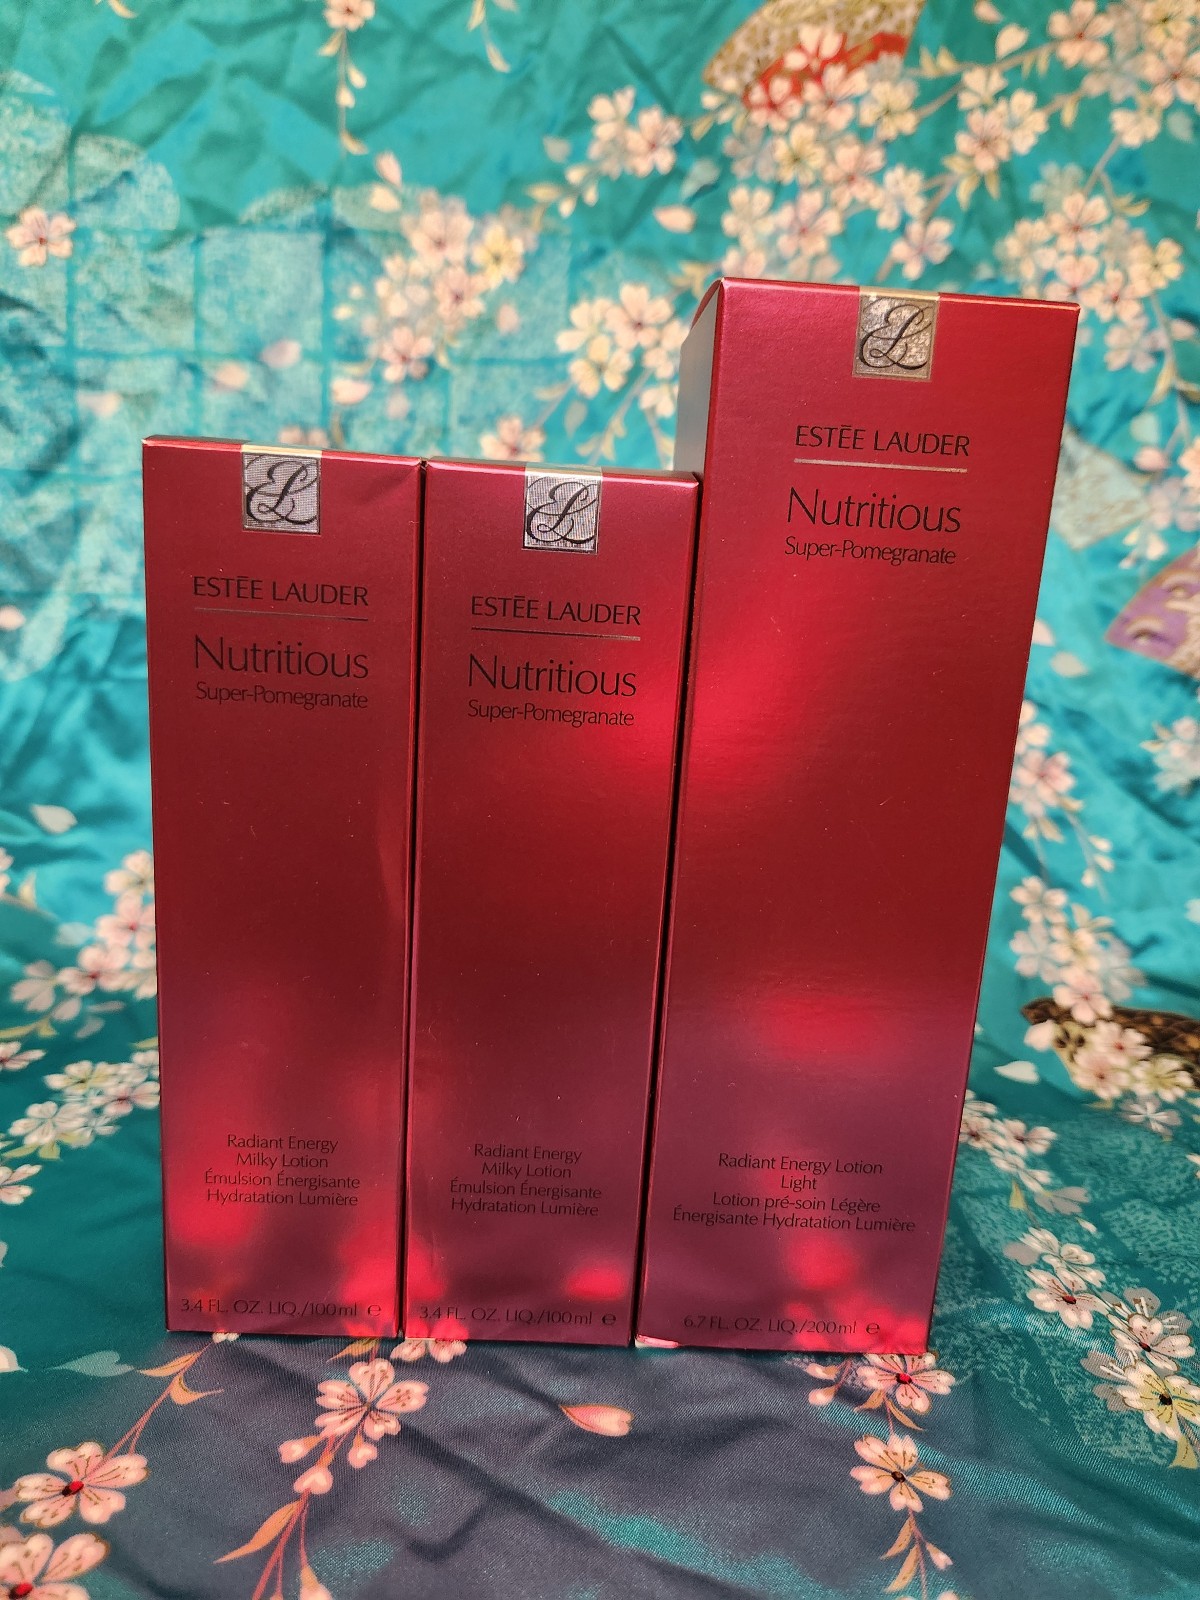 EL
ESTĒE LAUDER
Nutritious
Super-Pomegranate
Radiant Energy
Milky Lotion
Émulsion Énergisante
Hydratation Lumière
3.4 FL. OZ. LIQ./100ml ℮
EL
ESTĒE LAUDER
Nutritious
Super-Pomegranate
Radiant Energy
Milky Lotion
Émulsion Énergisante
Hydratation Lumière
3.4 FL. OZ. LIQ./100ml ℮
EL
ESTĒE LAUDER
Nutritious
Super-Pomegranate
Radiant Energy Lotion
Light
Lotion pré-soin Légère
Énergisante Hydratation Lumière
6.7 FL. OZ. LIQ./200ml ℮